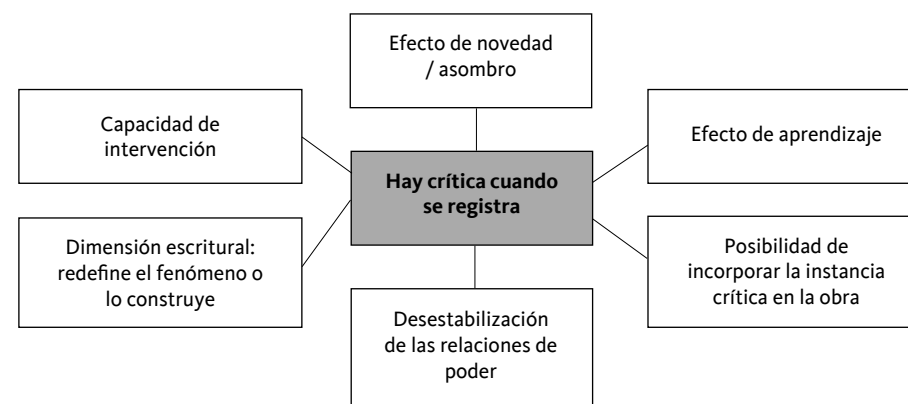 Efecto de novedad
/ asombro
Capacidad de
intervención
Efecto de aprendizaje
Hay crítica cuando
se registra
Dimensión escritural:
redefine el fenómeno o
lo construye
Posibilidad de
incorporar la instancia
crítica en la obra
Desestabilización
de las relaciones de
poder